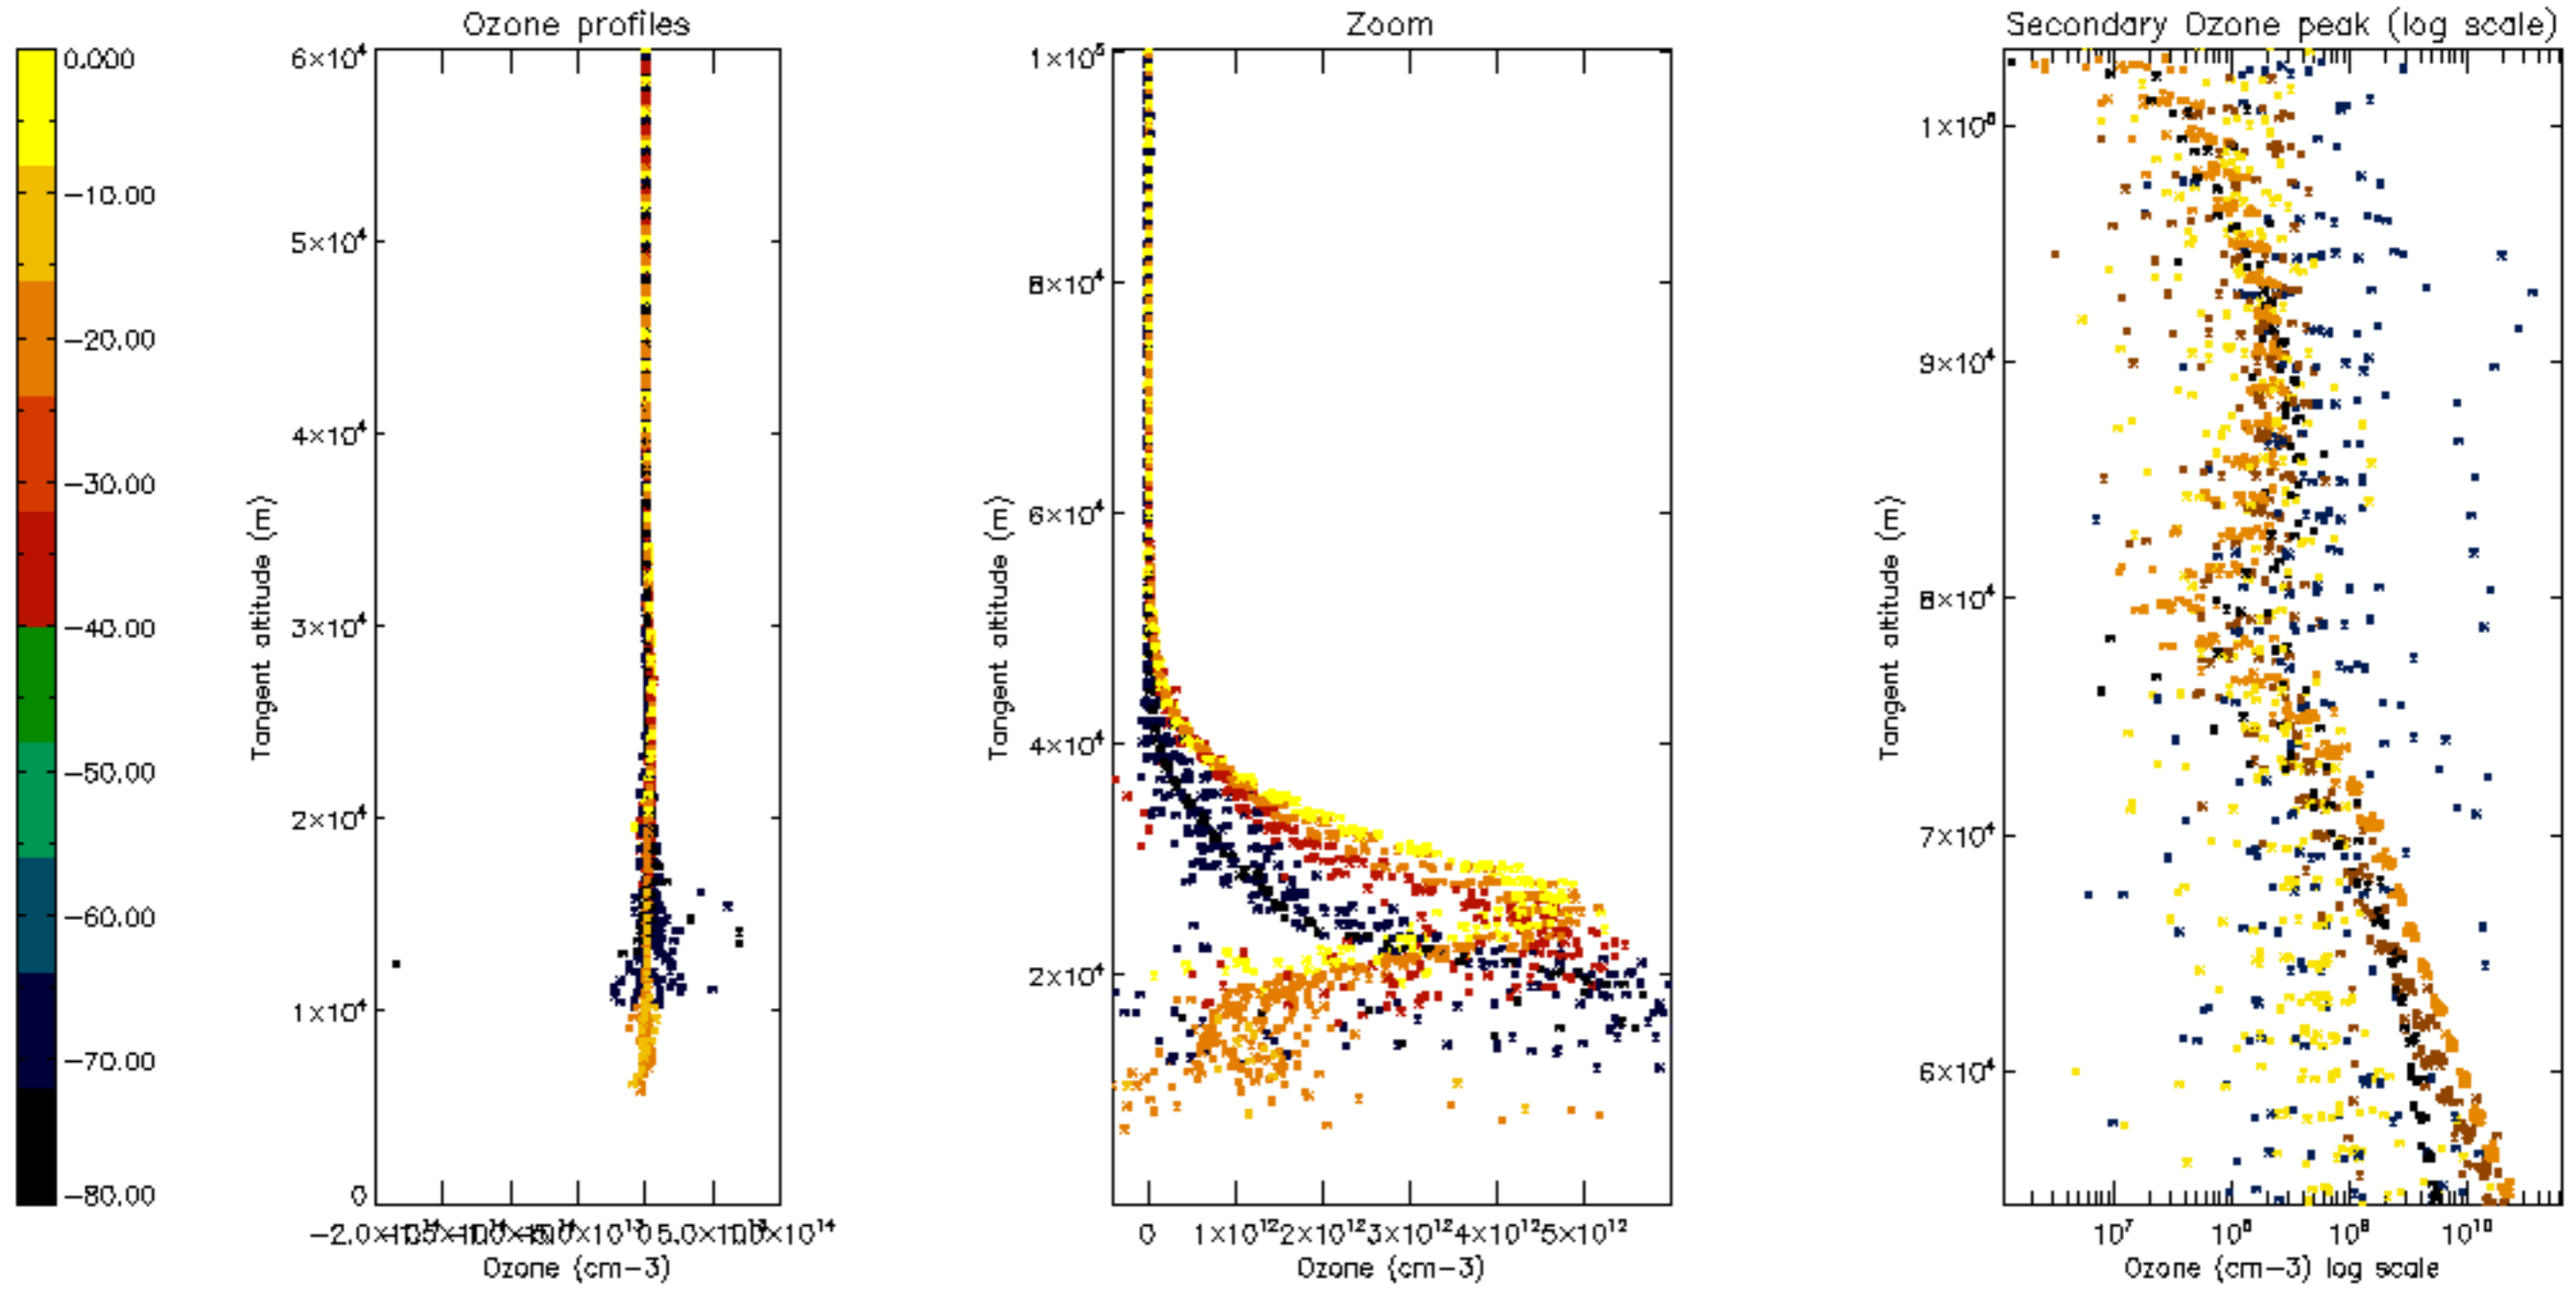 Ozone profiles
Zoom
Secondary Ozone peak (log scale)
0.000
−10.00
−20.00
−30.00
−40.00
−50.00
−60.00
−70.00
−80.00
6×10⁴
5×10⁴
4×10⁴
3×10⁴
2×10⁴
1×10⁴
0
Tangent altitude (m)
Ozone (cm−3)
1×10⁵
8×10⁴
6×10⁴
4×10⁴
2×10⁴
Tangent altitude (m)
0 1×10¹² 2×10¹² 3×10¹² 4×10¹² 5×10¹²
Ozone (cm−3)
1×10⁵
9×10⁴
8×10⁴
7×10⁴
6×10⁴
Tangent altitude (m)
10⁷ 10⁸ 10⁹ 10¹⁰
Ozone (cm−3) log scale